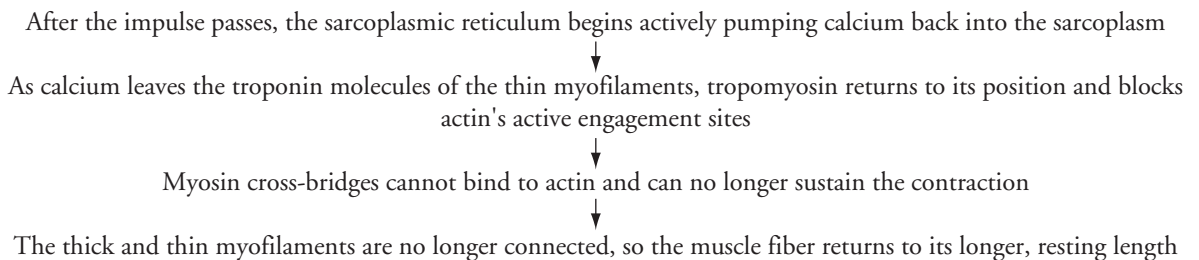 After the impulse passes, the sarcoplasmic reticulum begins actively pumping calcium back into the sarcoplasm
As calcium leaves the troponin molecules of the thin myofilaments, tropomyosin returns to its position and blocks
actin's active engagement sites
Myosin cross-bridges cannot bind to actin and can no longer sustain the contraction
The thick and thin myofilaments are no longer connected, so the muscle fiber returns to its longer, resting length